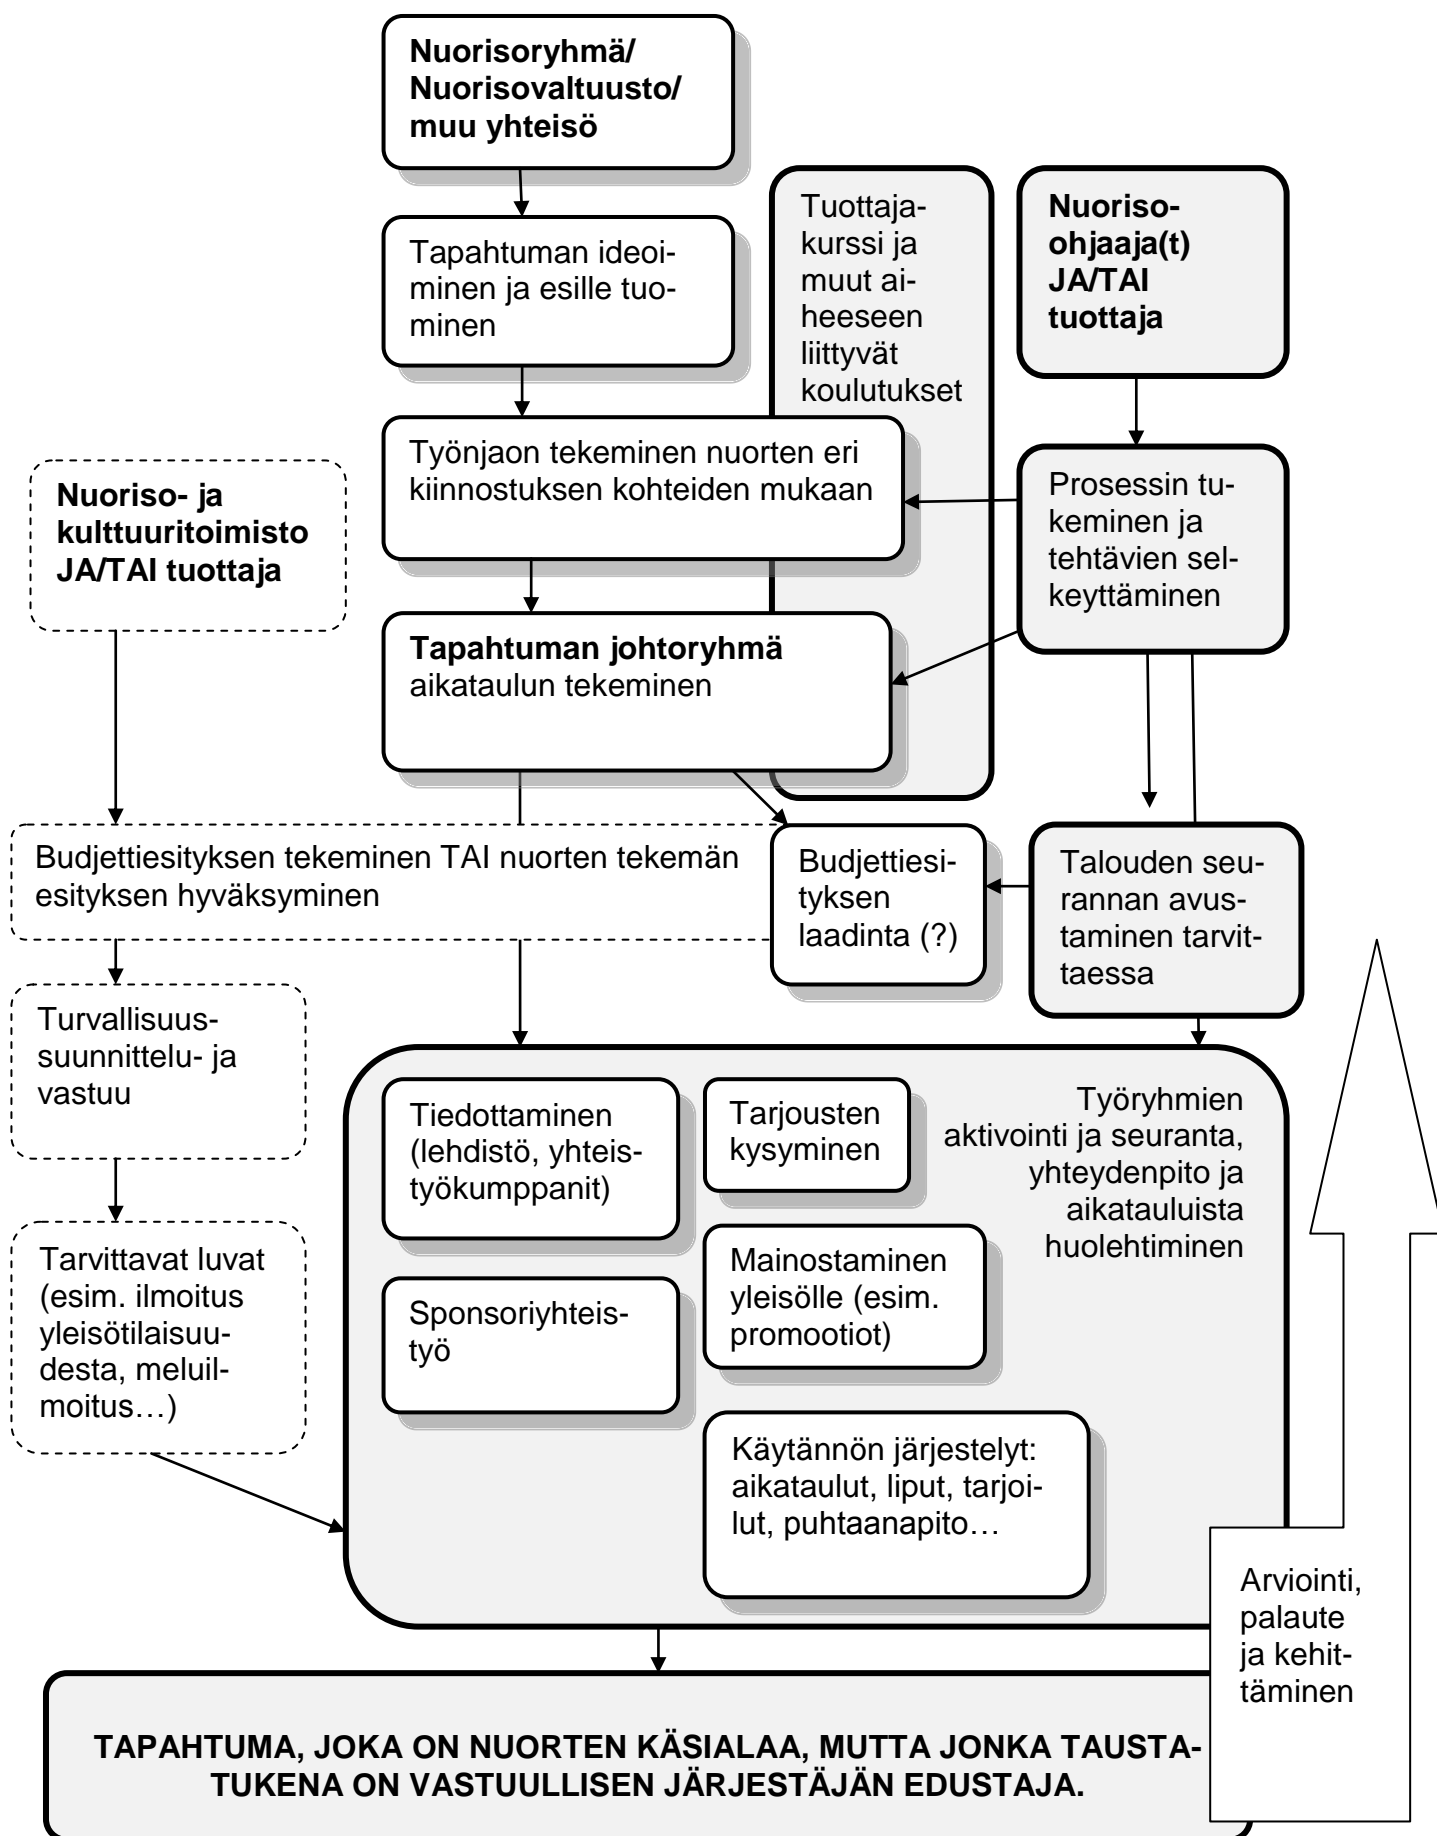 Nuorisoryhmä/
Nuorisovaltuusto/
muu yhteisö
Tapahtuman ideoi-
minen ja esille tuo-
minen
Tuottaja-
kurssi ja
muut ai-
heeseen
liittyvät
koulutukset
Nuoriso-
ohjaaja(t)
JA/TAI
tuottaja
Työnjaon tekeminen nuorten eri
kiinnostuksen kohteiden mukaan
Nuoriso- ja
kulttuuritoimisto
JA/TAI tuottaja
Prosessin tu-
keminen ja
tehtävien sel-
keyttäminen
Tapahtuman johtoryhmä
aikataulun tekeminen
Budjettiesityksen tekeminen TAI nuorten tekemän
esityksen hyväksyminen
Budjettiesi-
tyksen
laadinta (?)
Talouden seu-
rannan avus-
taminen tarvit-
taessa
Turvallisuus-
suunnittelu- ja
vastuu
Tiedottaminen
(lehdistö, yhteis-
työkumppanit)
Tarjousten
kysyminen
Työryhmien
aktivointi ja seuranta,
yhteydenpito ja
aikatauluista
huolehtiminen
Tarvittavat luvat
(esim. ilmoitus
yleisötilaisuu-
desta, meluil-
moitus…)
Sponsoriyhteis-
työ
Mainostaminen
yleisölle (esim.
promootiot)
Käytännön järjestelyt:
aikataulut, liput, tarjoi-
lut, puhtaanapito…
Arviointi,
palaute
ja kehit-
täminen
TAPAHTUMA, JOKA ON NUORTEN KÄSIALAA, MUTTA JONKA TAUSTA-
TUKENA ON VASTUULLISEN JÄRJESTÄJÄN EDUSTAJA.